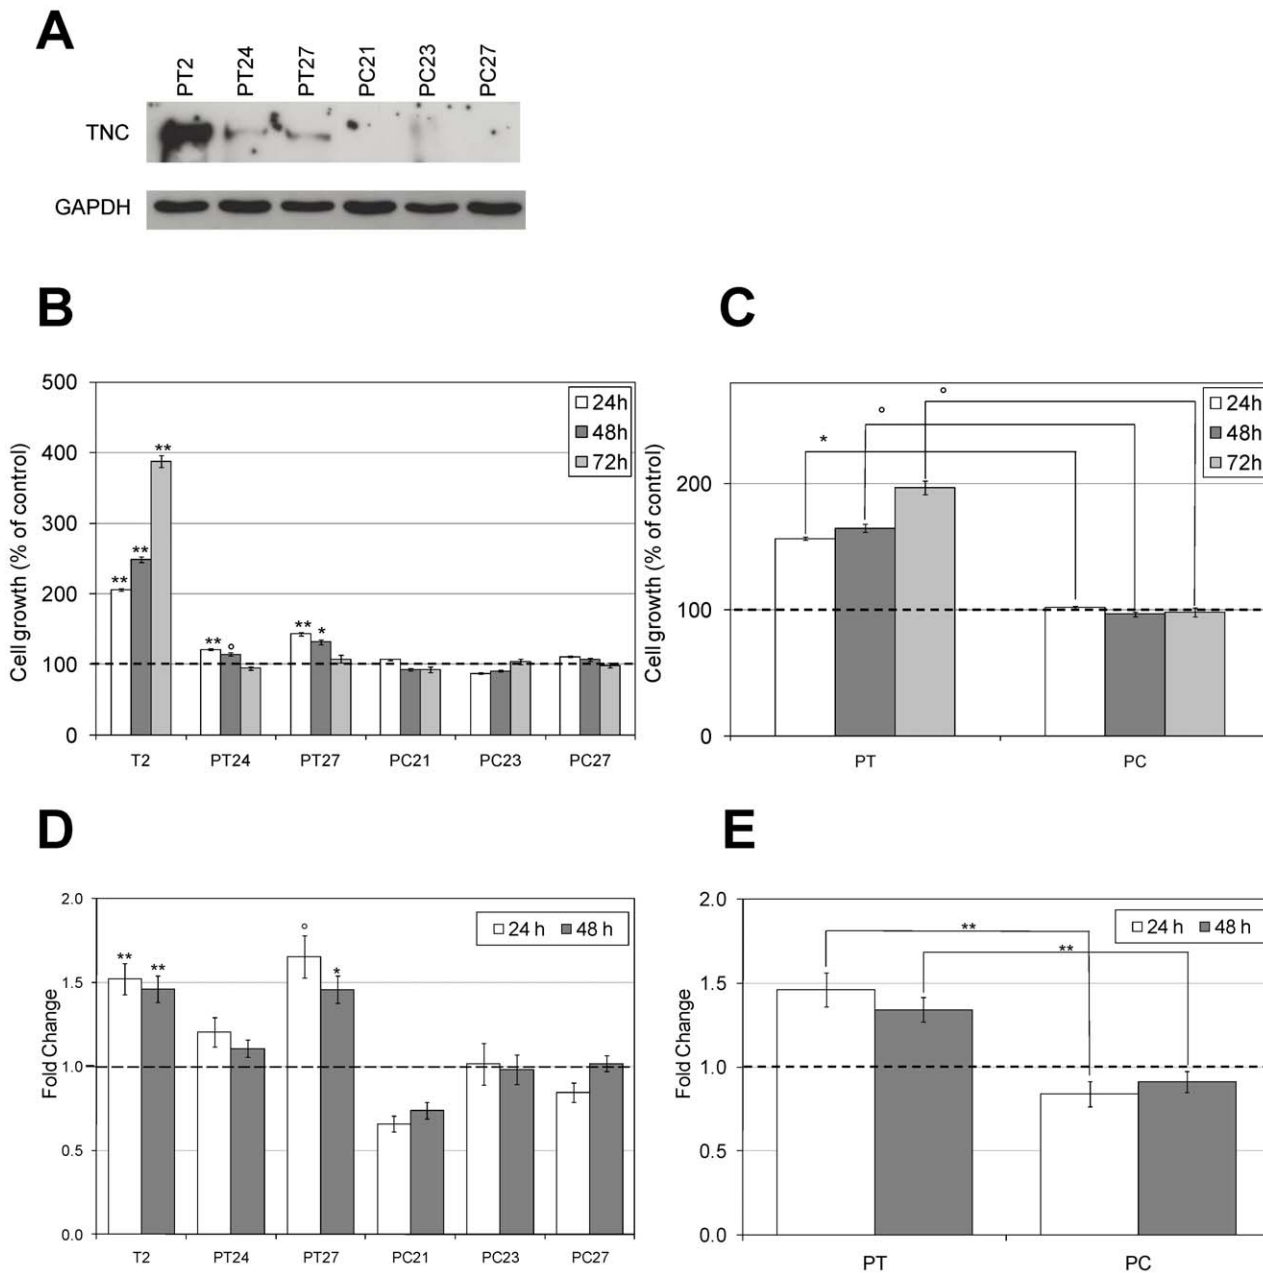 A
PT2 PT24 PT27 PC21 PC23 PC27
TNC
GAPDH
B
Cell growth (% of control)
500
400
300
200
100
0
24h
48h
72h
** ** **
** °
** *
T2 PT24 PT27 PC21 PC23 PC27
C
Cell growth (% of control)
200
100
0
24h
48h
72h
* ° °
PT PC
D
Fold Change
2.0
1.5
1.0
0.5
0.0
24 h 48 h
** **
° *
T2 PT24 PT27 PC21 PC23 PC27
E
Fold Change
2.0
1.5
1.0
0.5
0.0
24 h 48 h
**
**
PT PC